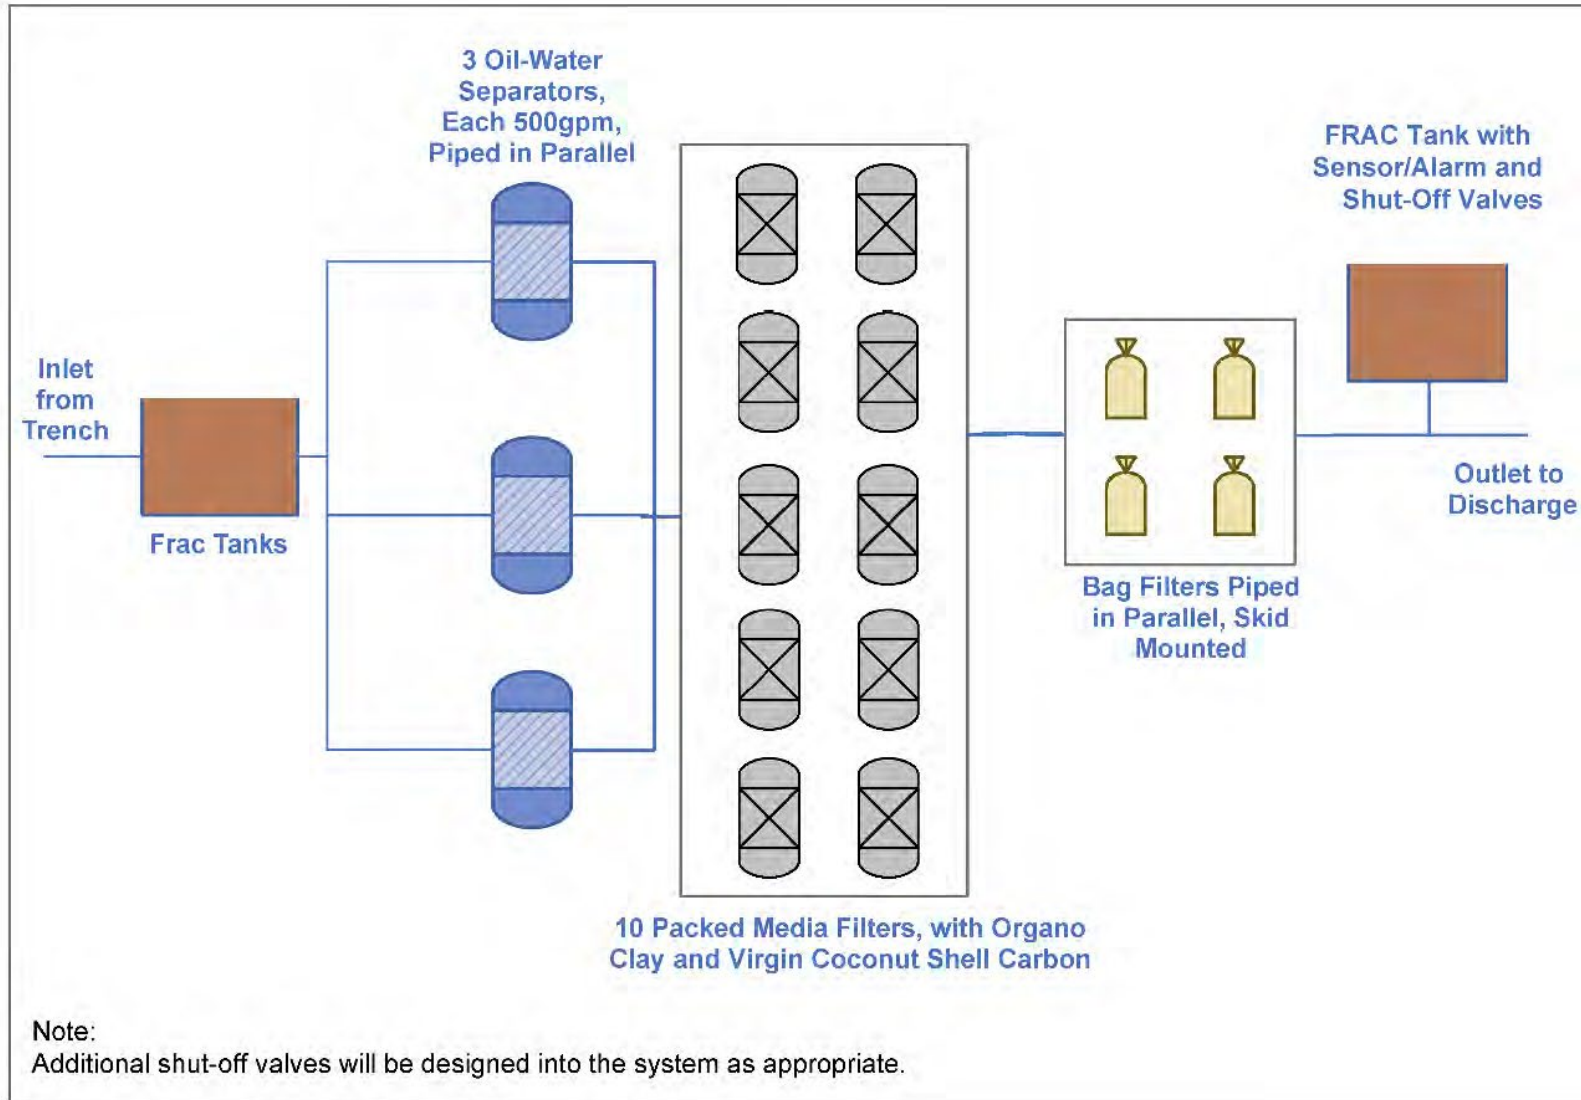 3 Oil-Water
Separators,
Each 500gpm,
Piped in Parallel
FRAC Tank with
Sensor/Alarm and
Shut-Off Valves
Inlet
from
Trench
Frac Tanks
Outlet to
Discharge
Bag Filters Piped
in Parallel, Skid
Mounted
10 Packed Media Filters, with Organo
Clay and Virgin Coconut Shell Carbon
Note:
Additional shut-off valves will be designed into the system as appropriate.